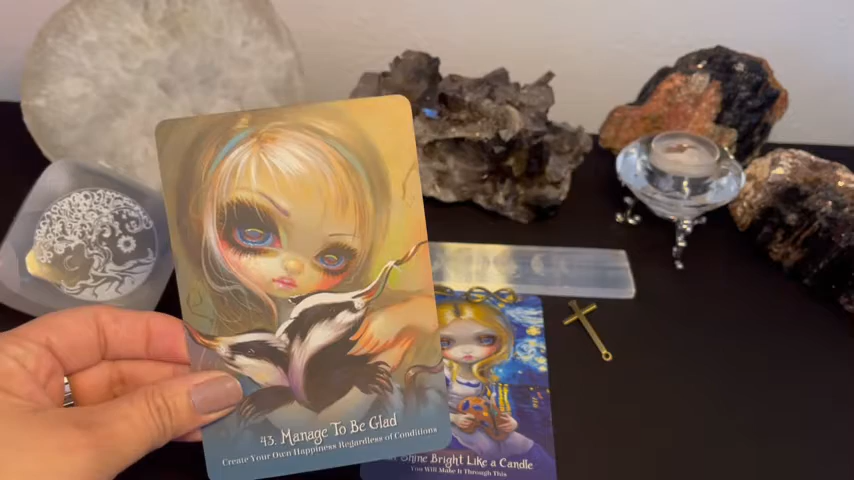 43. Manage To Be Glad
Create Your Own Happiness Regardless of Conditions
Shine Bright Like a Candle
You Will Make It Through This